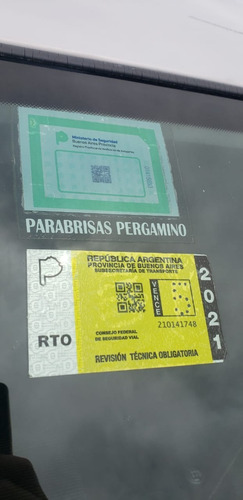 Ministerio de Seguridad
Buenos Aires Provincia
PARABRISAS PERGAMINO
REPÚBLICA ARGENTINA
PROVINCIA DE BUENOS AIRES
SUBSECRETARÍA DE TRANSPORTE
VENCE
2021
210141748
RTO
CONSEJO FEDERAL
DE SEGURIDAD VIAL
REVISIÓN TÉCNICA OBLIGATORIA